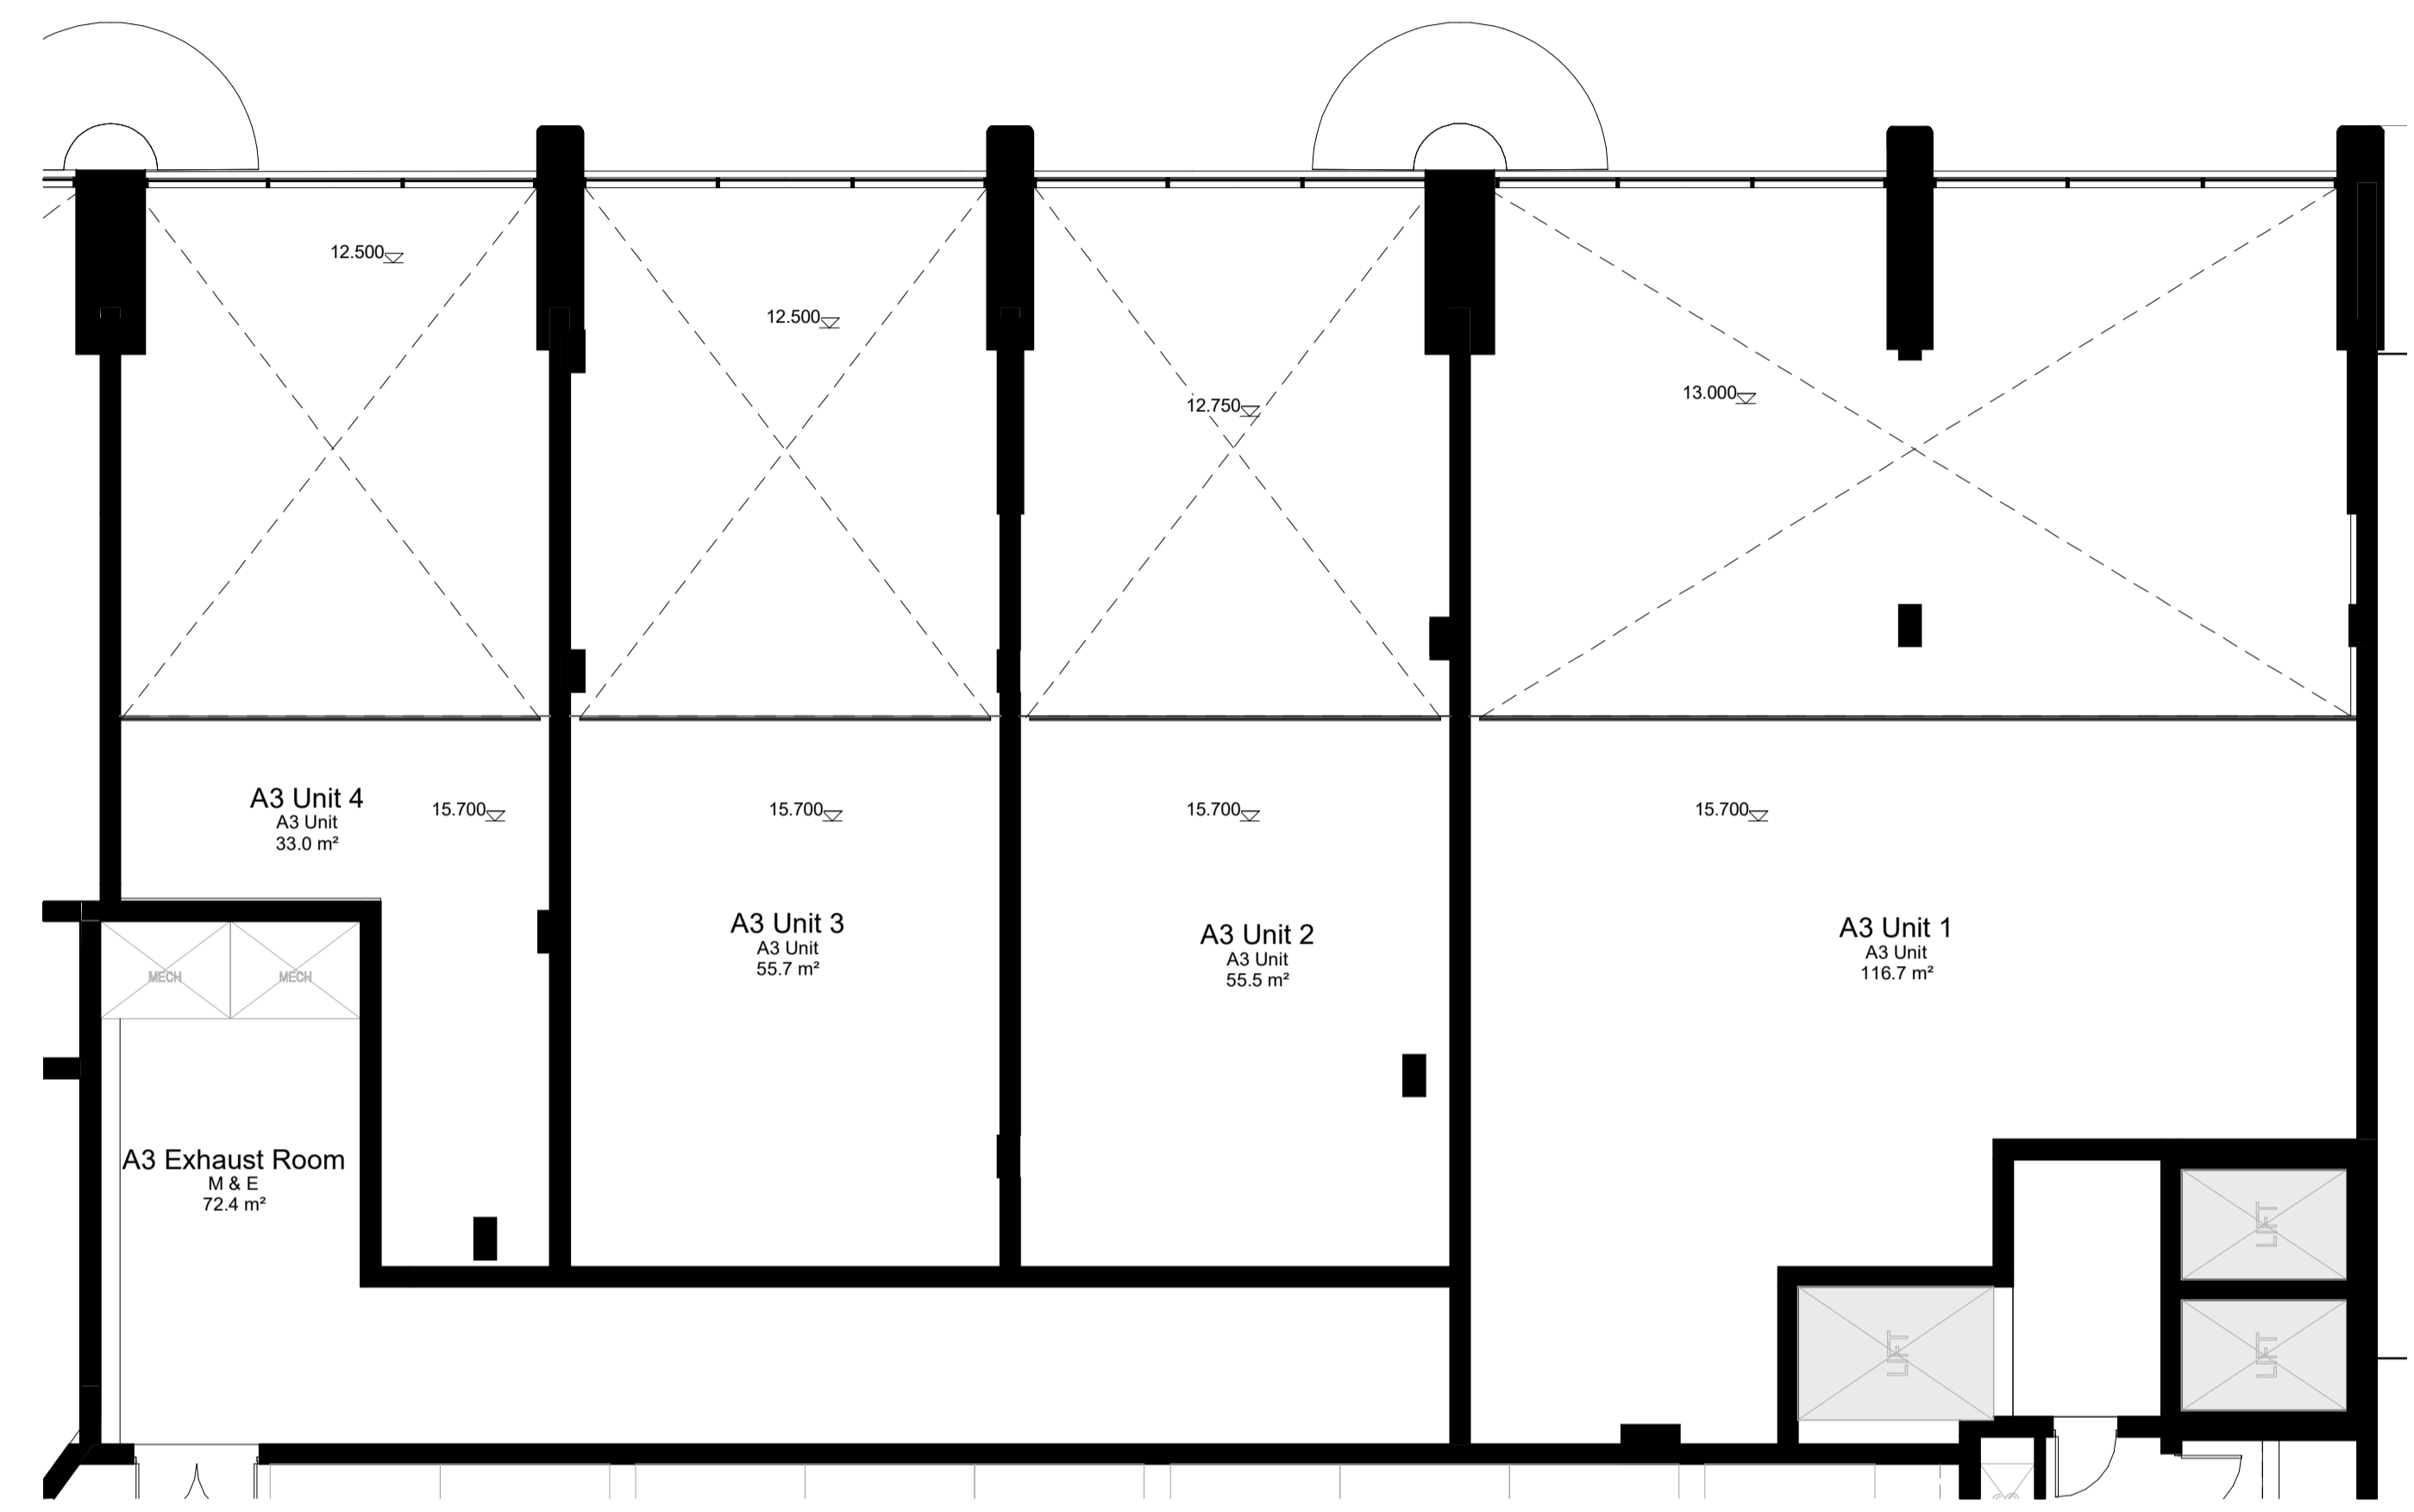 12.500
12.500
12.750
13.000
A3 Unit 4
A3 Unit
33.0 m²
15.700
15.700
15.700
15.700
A3 Unit 3
A3 Unit
55.7 m²
A3 Unit 2
A3 Unit
55.5 m²
A3 Unit 1
A3 Unit
116.7 m²
MECH
MECH
A3 Exhaust Room
M & E
72.4 m²
LIFT
LIFT
LIFT